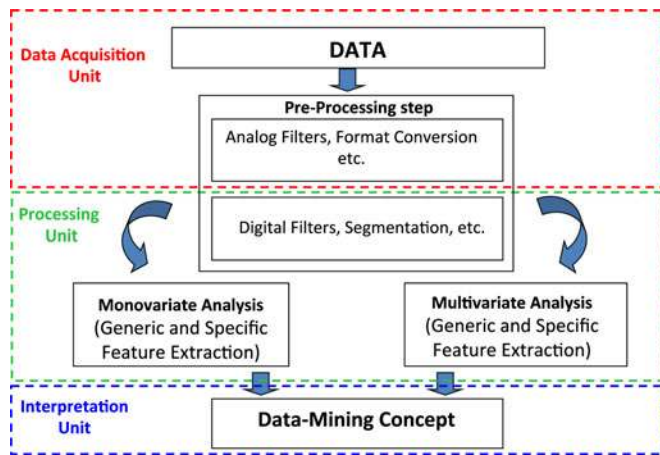 Data Acquisition
Unit
DATA
Pre-Processing step
Analog Filters, Format Conversion
etc.
Processing
Unit
Digital Filters, Segmentation, etc.
Monovariate Analysis
(Generic and Specific
Feature Extraction)
Multivariate Analysis
(Generic and Specific
Feature Extraction)
Interpretation
Unit
Data-Mining Concept